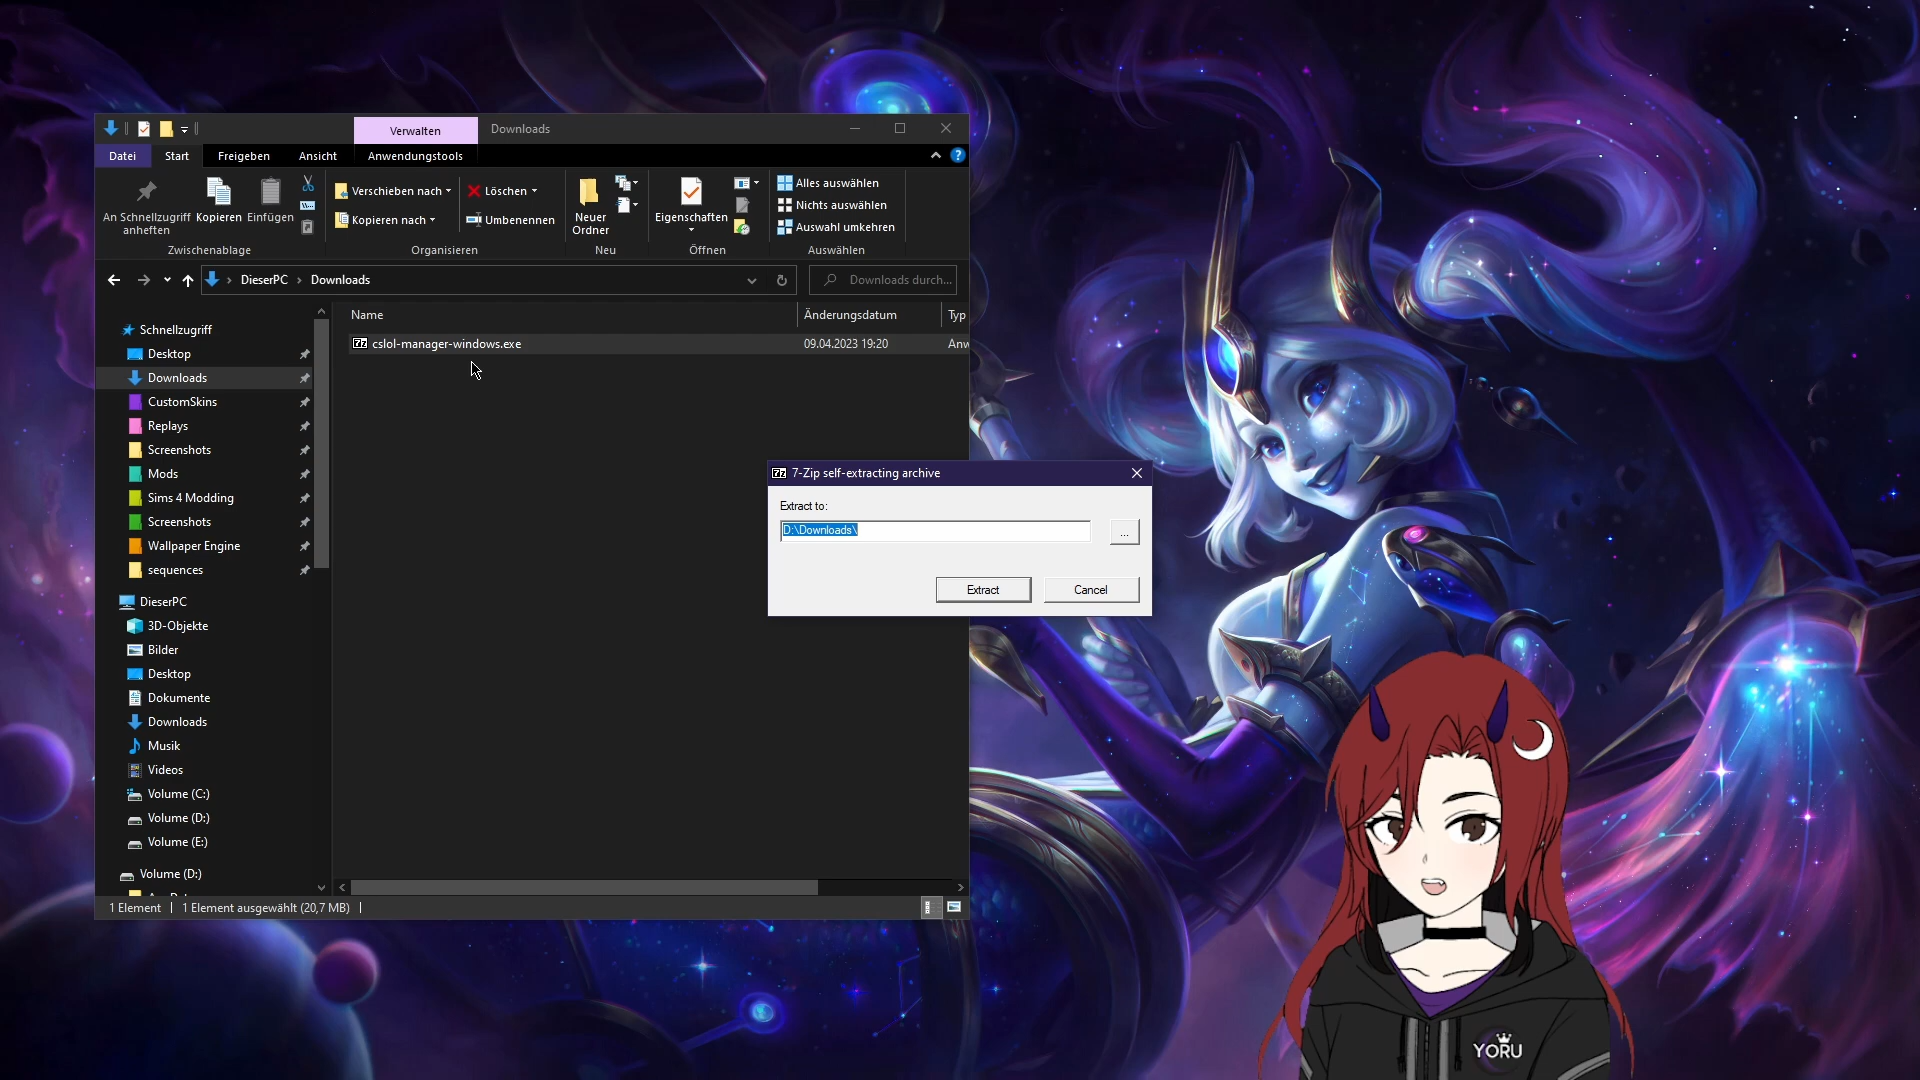 Verwalten
Downloads
Datei
Start
Freigeben
Ansicht
Anwendungstools
An Schnellzugriff
anheften
Kopieren
Einfügen
Zwischenablage
Verschieben nach
Kopieren nach
Löschen
Umbenennen
Organisieren
Neuer
Ordner
Neu
Eigenschaften
Öffnen
Alles auswählen
Nichts auswählen
Auswahl umkehren
Auswählen
DieserPC
Downloads
Downloads durch...
Schnellzugriff
Desktop
Downloads
CustomSkins
Replays
Screenshots
Mods
Sims 4 Modding
Screenshots
Wallpaper Engine
sequences
DieserPC
3D-Objekte
Bilder
Desktop
Dokumente
Downloads
Musik
Videos
Volume (C:)
Volume (D:)
Volume (E:)
Volume (D:)
Name
Änderungsdatum
Typ
7z cslol-manager-windows.exe
09.04.2023 19:20
Anw
1 Element
1 Element ausgewählt (20,7 MB)
7z 7-Zip self-extracting archive
Extract to:
D:\Downloads\
...
Extract
Cancel
YORU